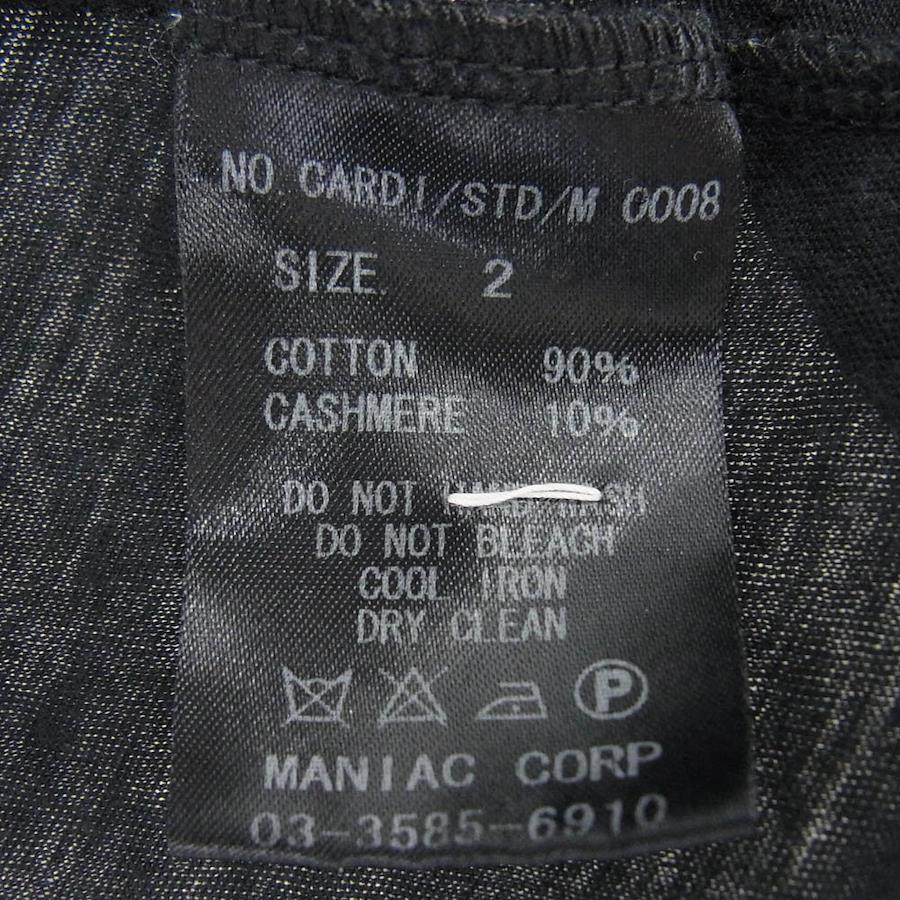 NO. CARDI/STD/M 0008
SIZE. 2
COTTON 90%
CASHMERE 10%
DO NOT
DO NOT BLEACH
COOL IRON
DRY CLEAN
P
MANIAC CORP
03-3585-6910